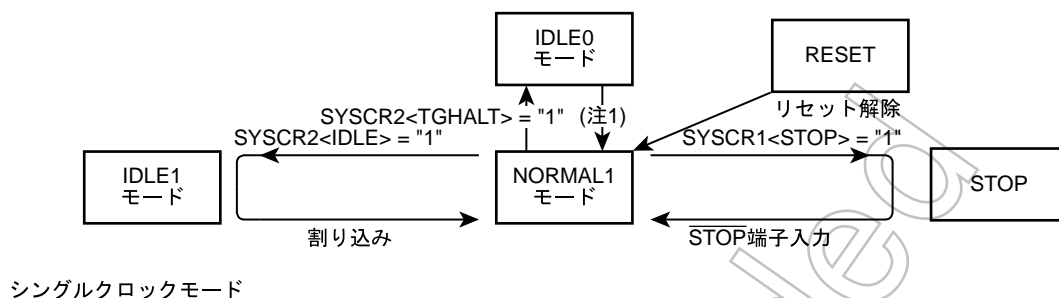 IDLE0
モード
RESET
リセット解除
SYSCR2<TGHALT> = "1" (注1)
SYSCR2<IDLE> = "1"
SYSCR1<STOP> = "1"
IDLE1
モード
NORMAL1
モード
STOP
割り込み
STOP端子入力
シングルクロックモード